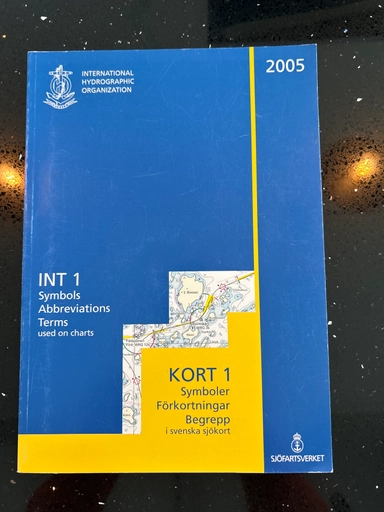 INTERNATIONAL
HYDROGRAPHIC
ORGANIZATION
2005
INT 1
Symbols
Abbreviations
Terms
used on charts
KORT 1
Symboler
Förkortningar
Begrepp
i svenska sjökort
SJÖFARTSVERKET